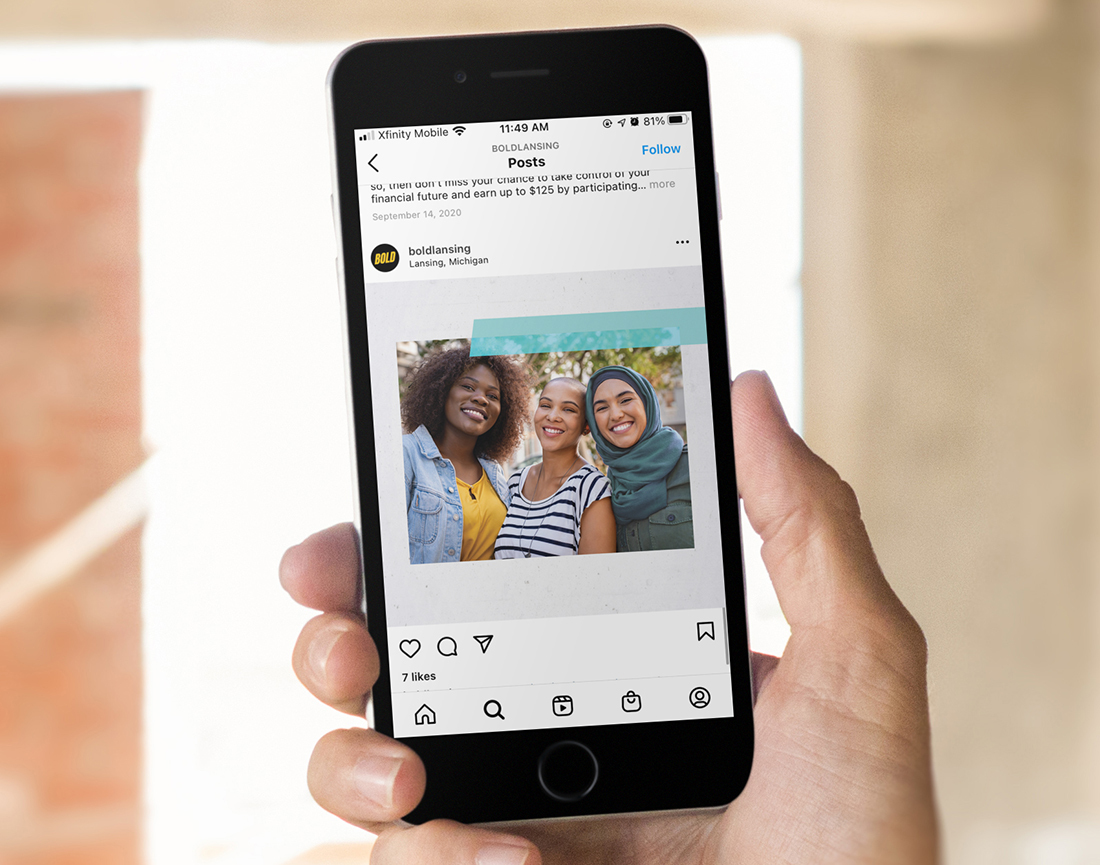 Xfinity Mobile 11:49 AM 81%
BOLDLANSING
Posts
Follow
so, then don't miss your chance to take control of your
financial future and earn up to $125 by participating... more
September 14, 2020
BOLD
boldlansing
Lansing, Michigan
7 likes